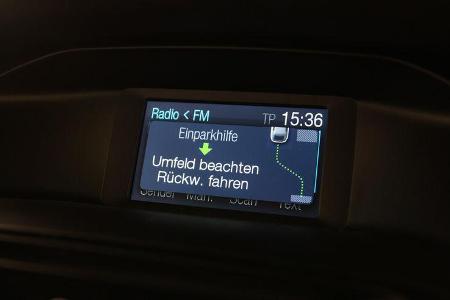 Radio < FM TP 15:36
Einparkhilfe
Umfeld beachten
Rückw. fahren
Sender Man. Scan Text